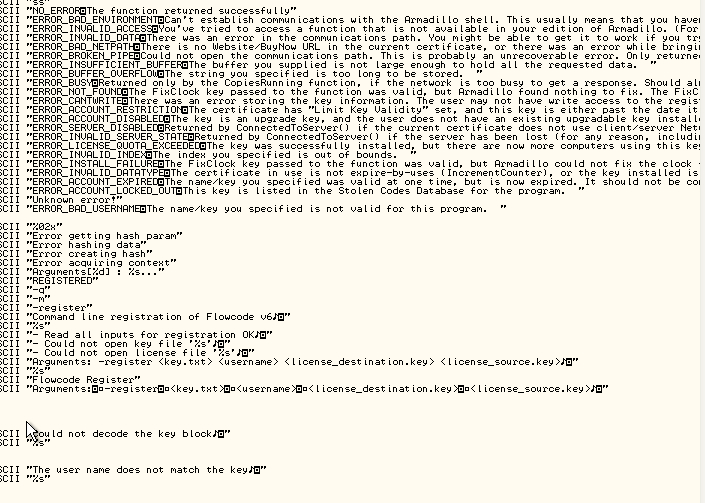 SCII "%s"
SCII "NO_ERROR◘The function returned successfully"
SCII "ERROR_BAD_ENVIRONMENT◘Can't establish communications with the Armadillo shell. This usually means that you haven
SCII "ERROR_INVALID_ACCESS◘You've tried to access a function that is not available in your edition of Armadillo. (For
SCII "ERROR_INVALID_DATA◘There was an error in the communications path. You might be able to get it to work if you try
SCII "ERROR_BAD_NETPATH◘There is no Website/BuyNow URL in the current certificate, or there was an error while bringin
SCII "ERROR_BROKEN_PIPE◘Could not open the communications path. This is probably an unrecoverable error. Only returne
SCII "ERROR_INSUFFICIENT_BUFFER◘The buffer you supplied is not large enough to hold all the requested data.  "
SCII "ERROR_BUFFER_OVERFLOW◘The string you specified is too long to be stored.  "
SCII "ERROR_BUSY◘Returned only by the CopiesRunning function, if the network is too busy to get a response. Should alm
SCII "ERROR_NOT_FOUND◘The FixClock key passed to the function was valid, but Armadillo found nothing to fix. The FixC
SCII "ERROR_CANTWRITE◘There was an error storing the key information. The user may not have write access to the regis
SCII "ERROR_ACCOUNT_RESTRICTION◘The certificate has "Limit Key Validity" set, and this key is either past the date i
SCII "ERROR_ACCOUNT_DISABLED◘The key is an upgrade key, and the user does not have an existing upgradable key install
SCII "ERROR_SERVER_DISABLED◘Returned by ConnectedToServer() if the current certificate does not use client/server Netw
SCII "ERROR_INVALID_SERVER_STATE◘Returned by ConnectedToServer() if the server has been lost (for any reason, includin
SCII "ERROR_LICENSE_QUOTA_EXCEEDED◘The key was successfully installed, but there are now more computers using this key
SCII "ERROR_INVALID_INDEX◘The index you specified is out of bounds.  "
SCII "ERROR_INSTALL_FAILURE◘The FixClock key passed to the function was valid, but Armadillo could not fix the clock -
SCII "ERROR_INVALID_DATATYPE◘The certificate in use is not expire-by-uses (IncrementCounter), or the key installed is
SCII "ERROR_ACCOUNT_EXPIRED◘The name/key you specified was valid at one time, but is now expired. It should not be con
SCII "ERROR_ACCOUNT_LOCKED_OUT◘This key is listed in the Stolen Codes Database for the program.  "
SCII "Unknown error!"
SCII "ERROR_BAD_USERNAME◘The name/key you specified is not valid for this program.  "
SCII "%02x"
SCII "Error getting hash param"
SCII "Error hashing data"
SCII "Error creating hash"
SCII "Error acquiring context"
SCII "Arguments[%d] : %s..."
SCII "REGISTERED"
SCII "-q"
SCII "-m"
SCII "-register"
SCII "Command line registration of Flowcode v6♪◙"
SCII "%s"
SCII "- Read all inputs for registration OK♪◙"
SCII "- Could not open key file '%s'♪◙"
SCII "- Could not open license file '%s'♪◙"
SCII "Arguments: -register <key.txt> <username> <license_destination.key> <license_source.key>♪◙"
SCII "%s"
SCII "Flowcode Register"
SCII "Arguments:◙◘-register◙◘<key.txt>◙◘<username>◙◘<license_destination.key>◙◘<license_source.key>♪◙"
SCII "Could not decode the key block♪◙"
SCII "%s"
SCII "The user name does not match the key♪◙"
SCII "%s"